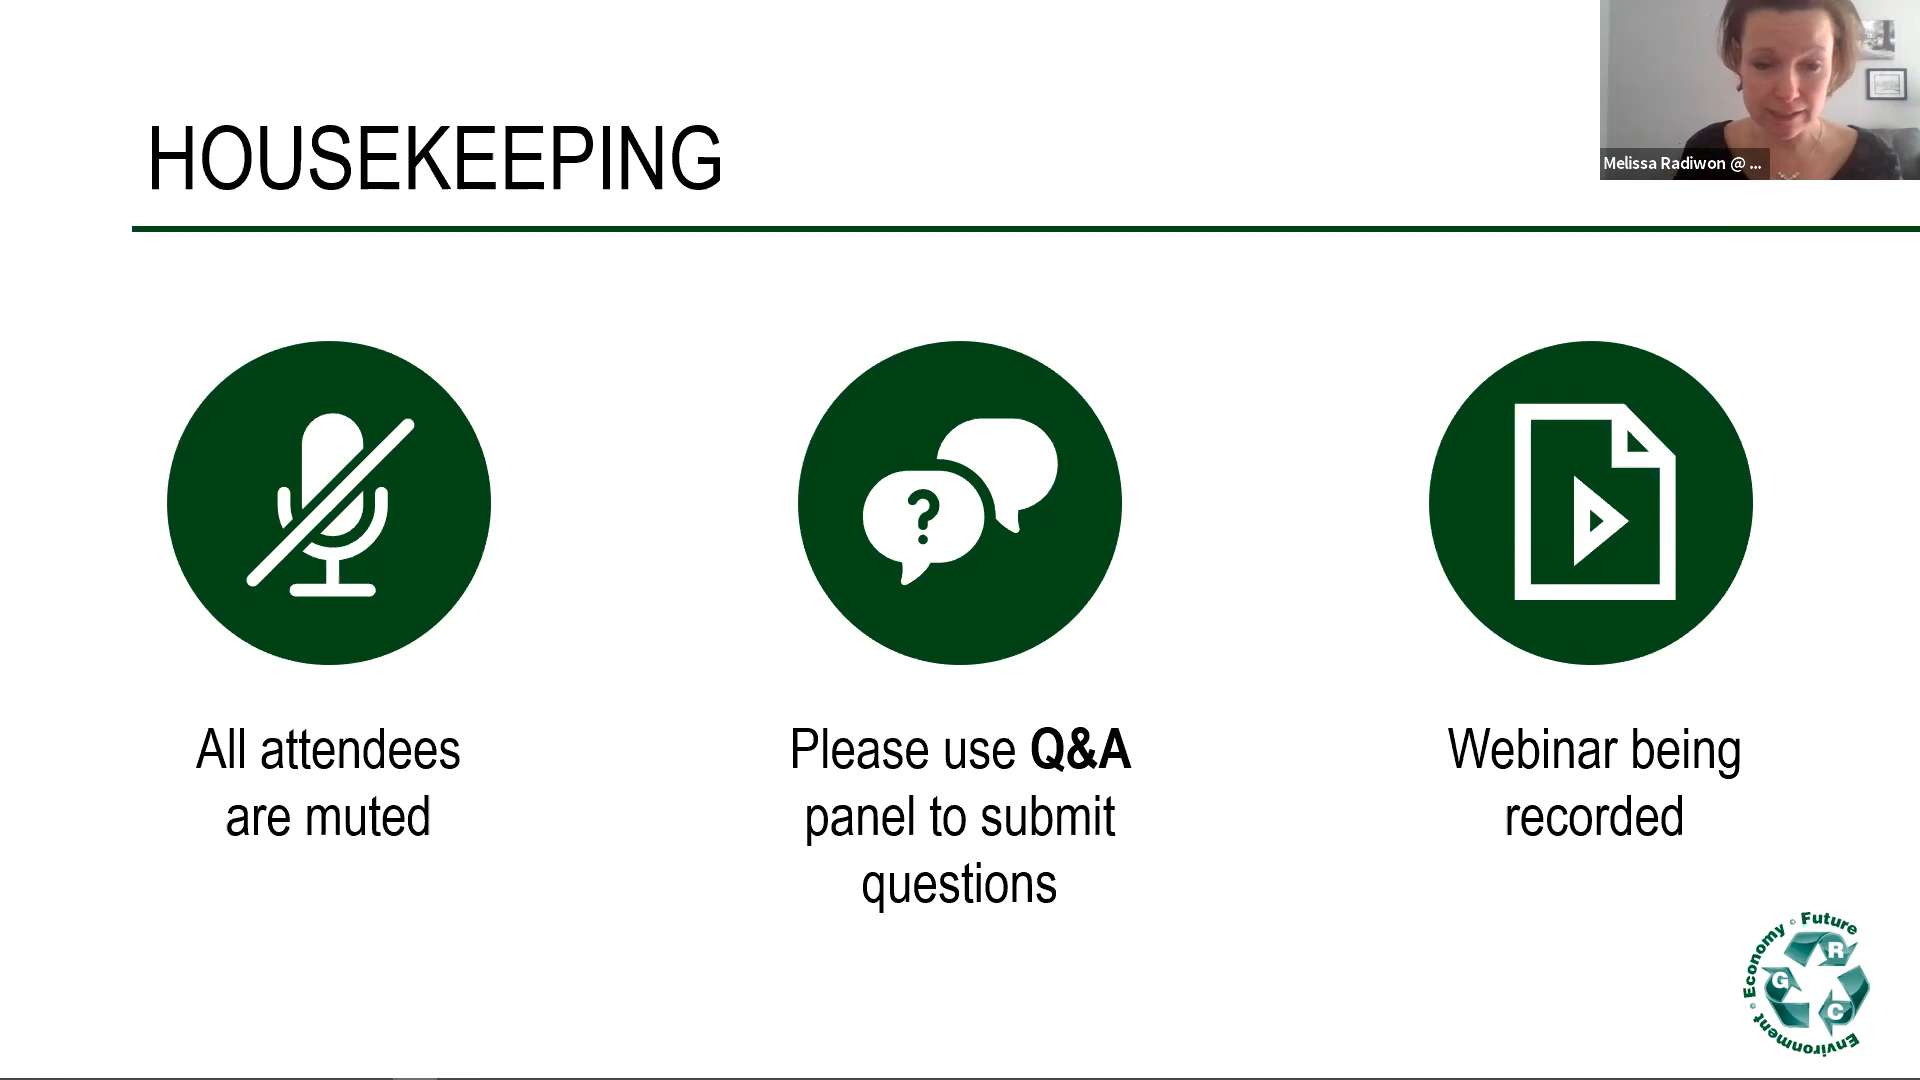 HOUSEKEEPING
Melissa Radiwon @ ...
?
All attendees
are muted
Please use Q&A
panel to submit
questions
Webinar being
recorded
Economy · Future
Environment
G R C